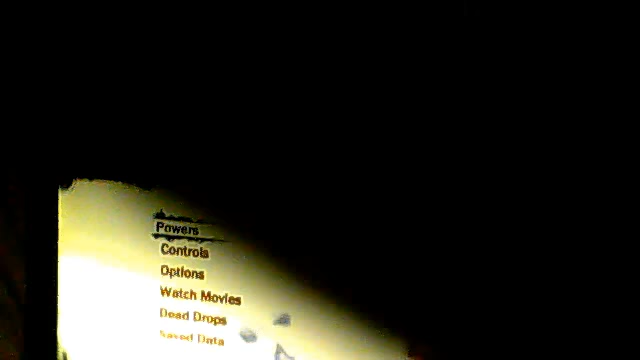 Powers
Controls
Options
Watch Movies
Dead Drops
Saved Data